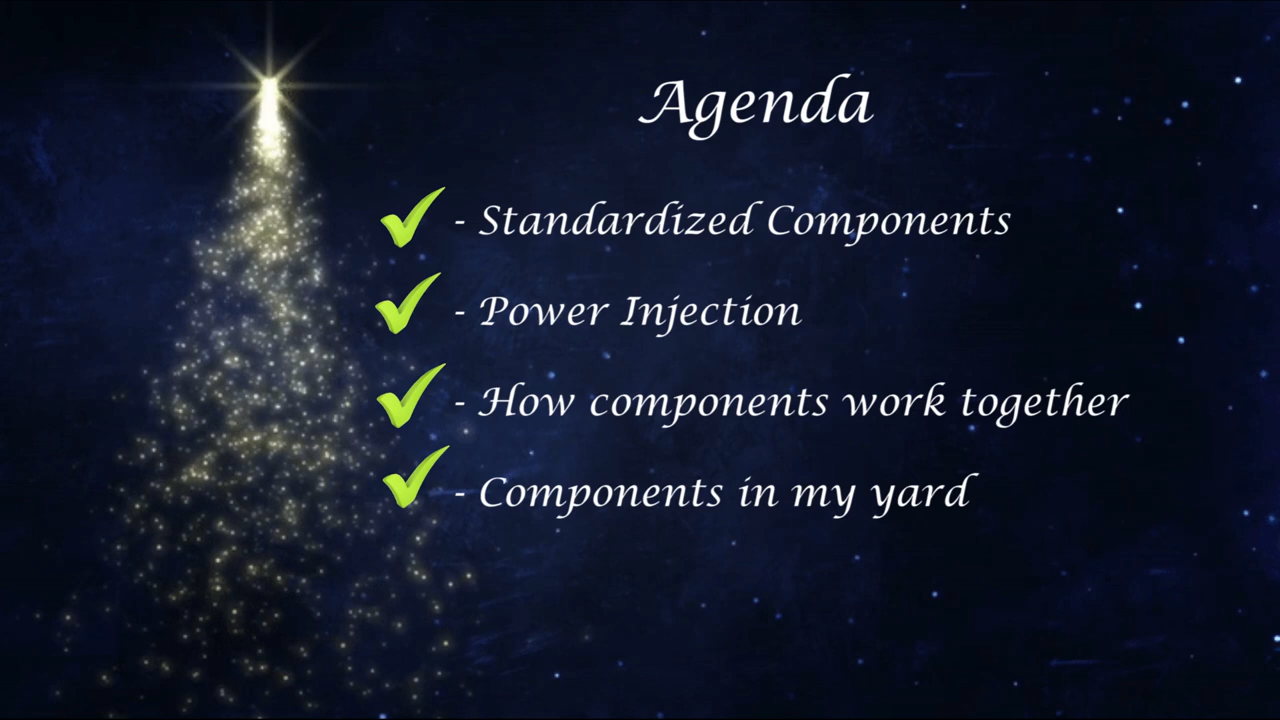 Agenda
- Standardized Components
- Power Injection
- How components work together
- Components in my yard